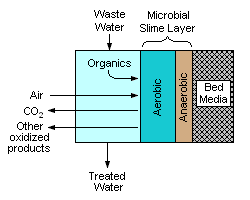 Waste
Water
Microbial
Slime Layer
Organics
Air
CO2
Other
oxidized
products
Aerobic
Anaerobic
Bed
Media
Treated
Water